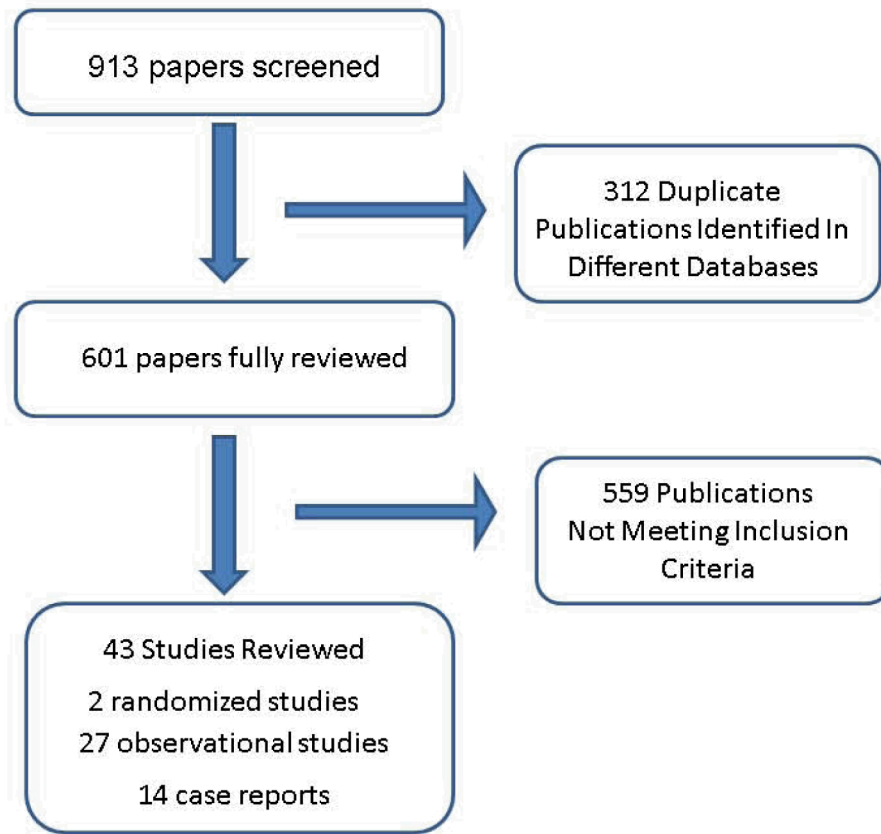 913 papers screened
312 Duplicate
Publications Identified In
Different Databases
601 papers fully reviewed
559 Publications
Not Meeting Inclusion
Criteria
43 Studies Reviewed
2 randomized studies
27 observational studies
14 case reports